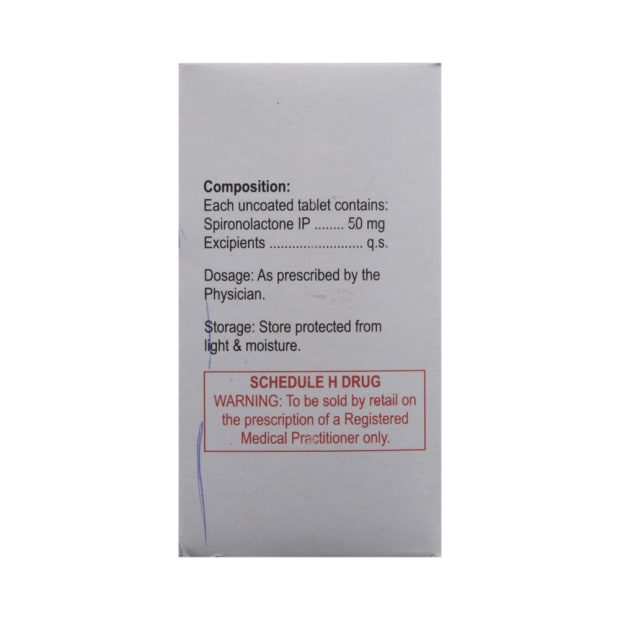 Composition:
Each uncoated tablet contains:
Spironolactone IP ........ 50 mg
Excipients ......................... q.s.
Dosage: As prescribed by the
Physician.
Storage: Store protected from
light & moisture.
SCHEDULE H DRUG
WARNING: To be sold by retail on
the prescription of a Registered
Medical Practitioner only.